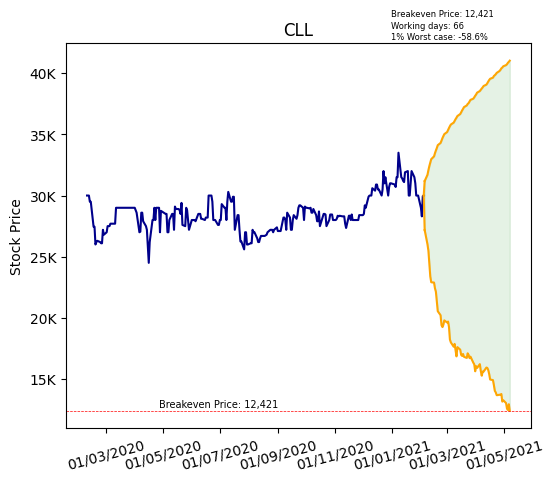 Breakeven Price: 12,421
Working days: 66
1% Worst case: -58.6%
CLL
Stock Price
40K
35K
30K
25K
20K
15K
Breakeven Price: 12,421
01/03/2020 01/05/2020 01/07/2020 01/09/2020 01/11/2020 01/01/2021 01/03/2021 01/05/2021